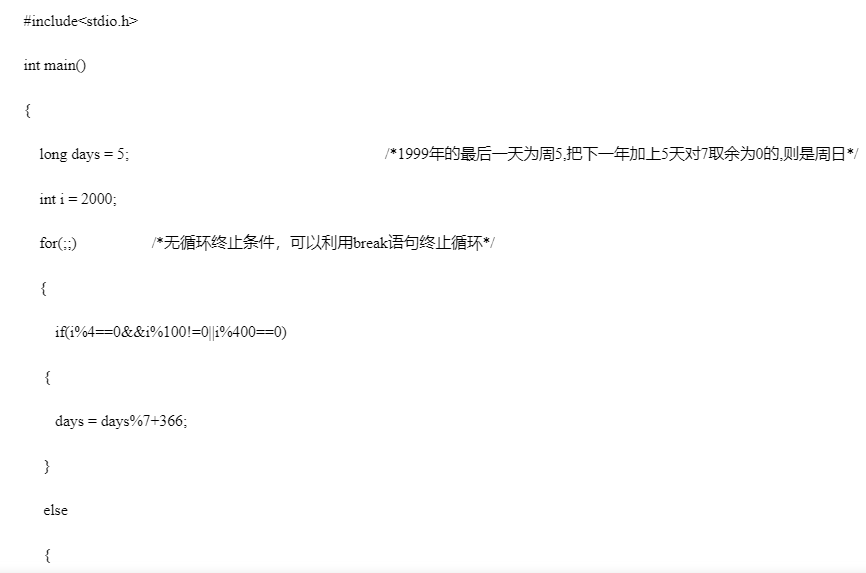 #include<stdio.h>
int main()
{
long days = 5; /*1999年的最后一天为周5,把下一年加上5天对7取余为0的,则是周日*/
int i = 2000;
for(;;) /*无循环终止条件，可以利用break语句终止循环*/
{
if(i%4==0&&i%100!=0||i%400==0)
{
days = days%7+366;
}
else
{